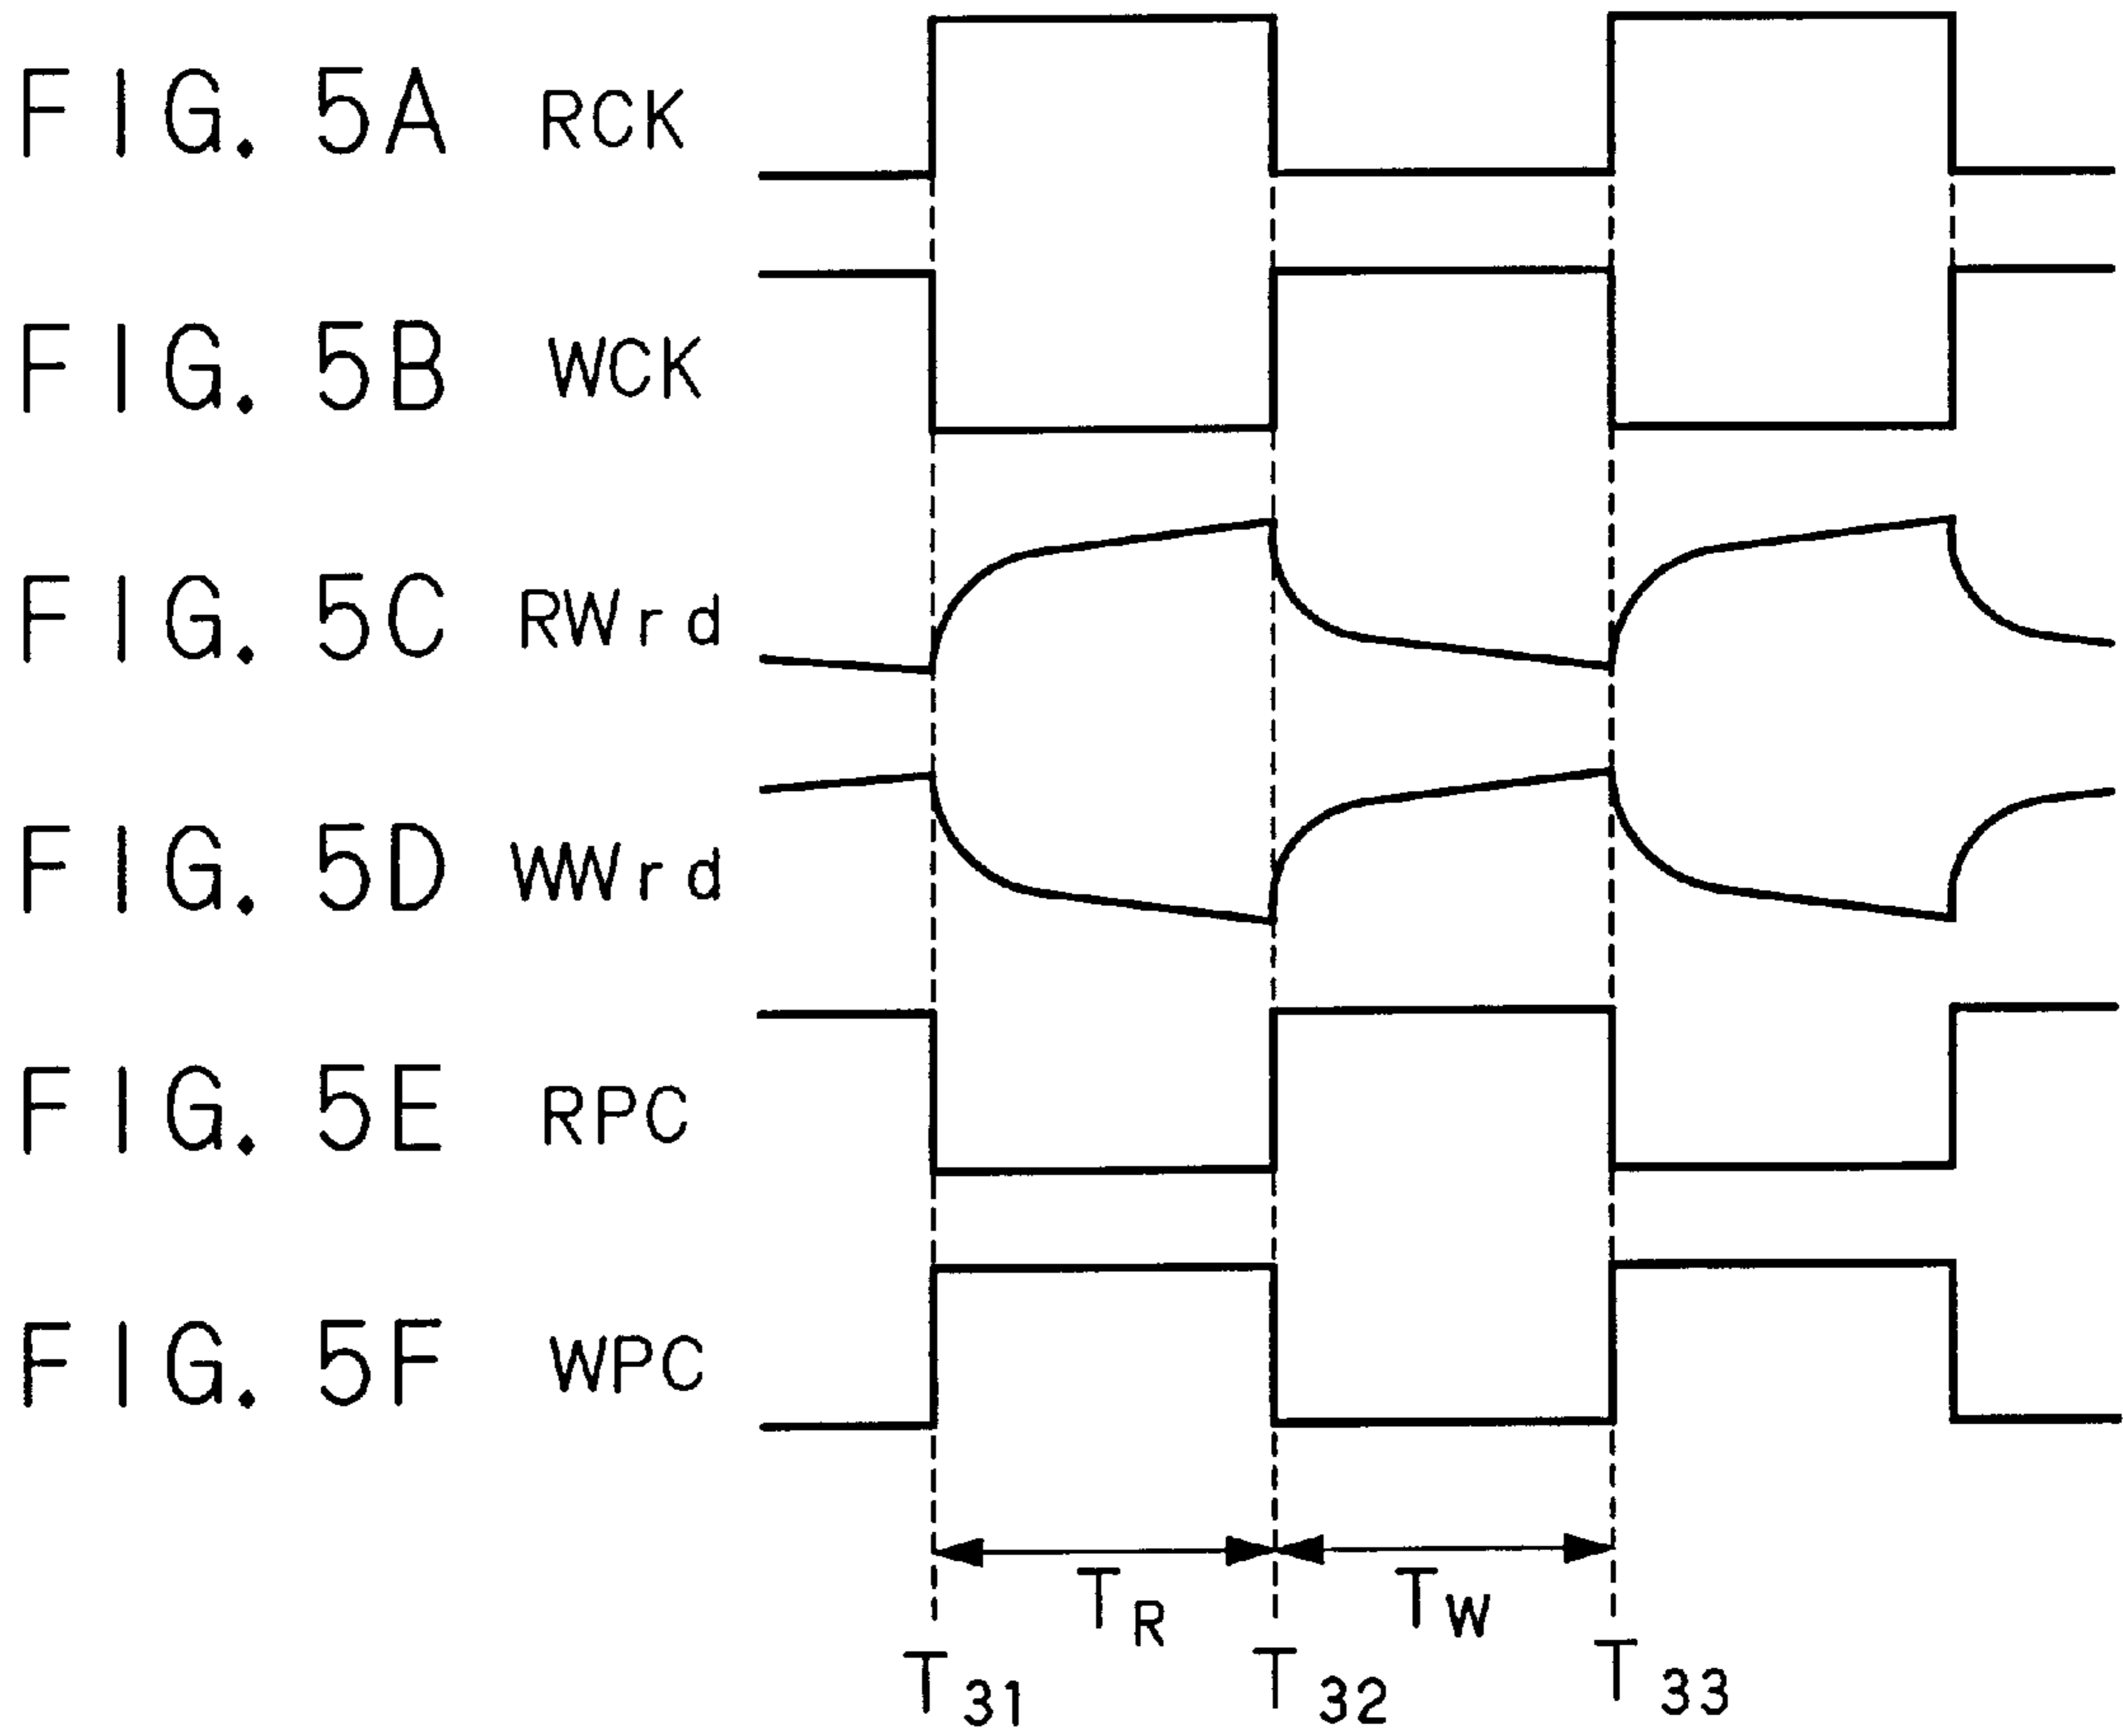 FIG. 5A RCK
FIG. 5B WCK
FIG. 5C RWrd
FIG. 5D WWrd
FIG. 5E RPC
FIG. 5F WPC
TR TW
T31 T32 T33